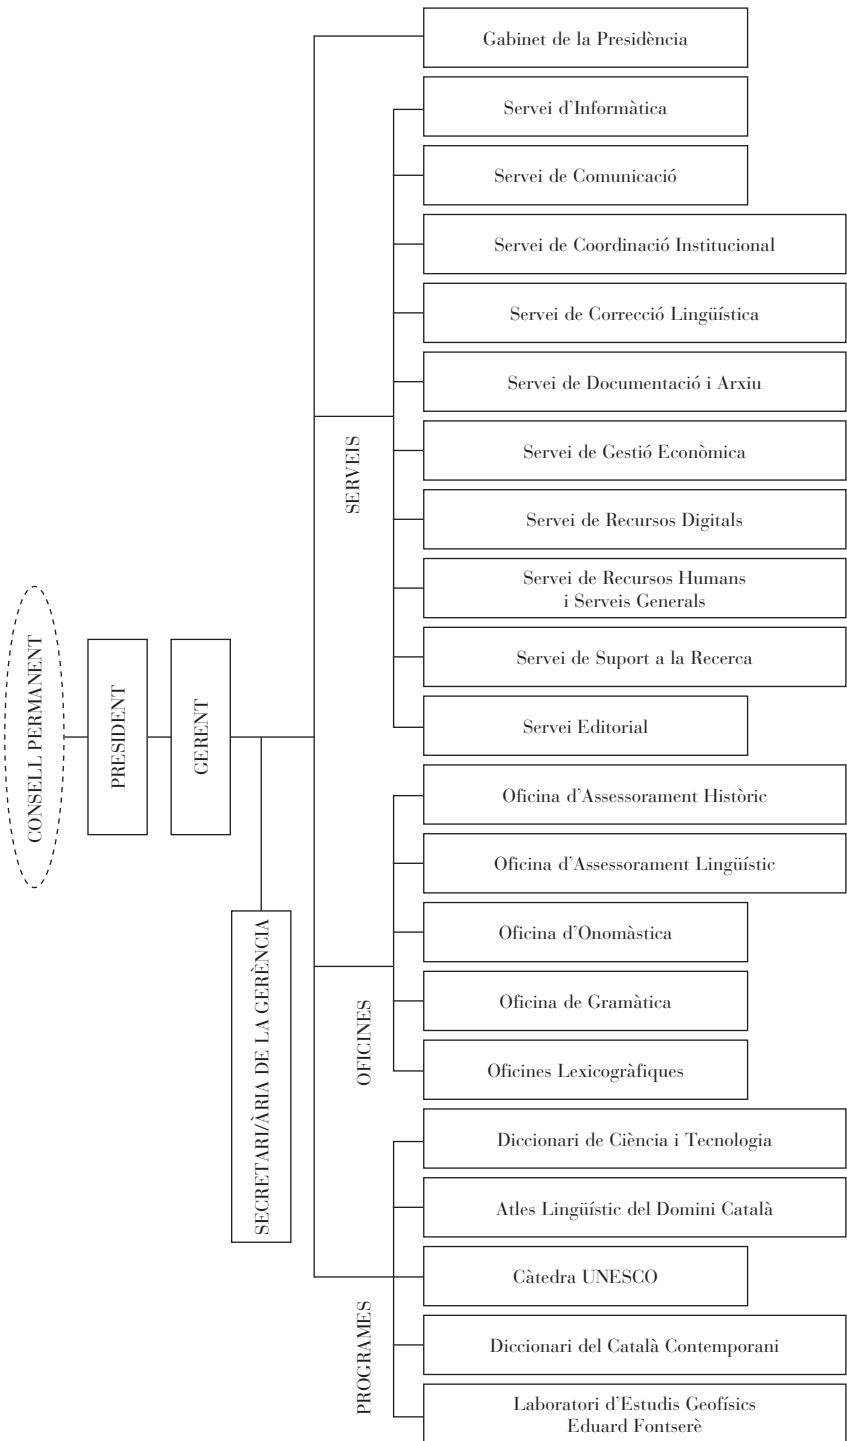 CONSELL PERMANENT
PRESIDENT
GERENT
SECRETARI/ÀRIA DE LA GERÈNCIA
Gabinet de la Presidència
SERVEIS
Servei d'Informàtica
Servei de Comunicació
Servei de Coordinació Institucional
Servei de Correcció Lingüística
Servei de Documentació i Arxiu
Servei de Gestió Econòmica
Servei de Recursos Digitals
Servei de Recursos Humans
i Serveis Generals
Servei de Suport a la Recerca
Servei Editorial
OFICINES
Oficina d'Assessorament Històric
Oficina d'Assessorament Lingüístic
Oficina d'Onomàstica
Oficina de Gramàtica
Oficines Lexicogràfiques
PROGRAMES
Diccionari de Ciència i Tecnologia
Atles Lingüístic del Domini Català
Càtedra UNESCO
Diccionari del Català Contemporani
Laboratori d'Estudis Geofísics
Eduard Fontserè